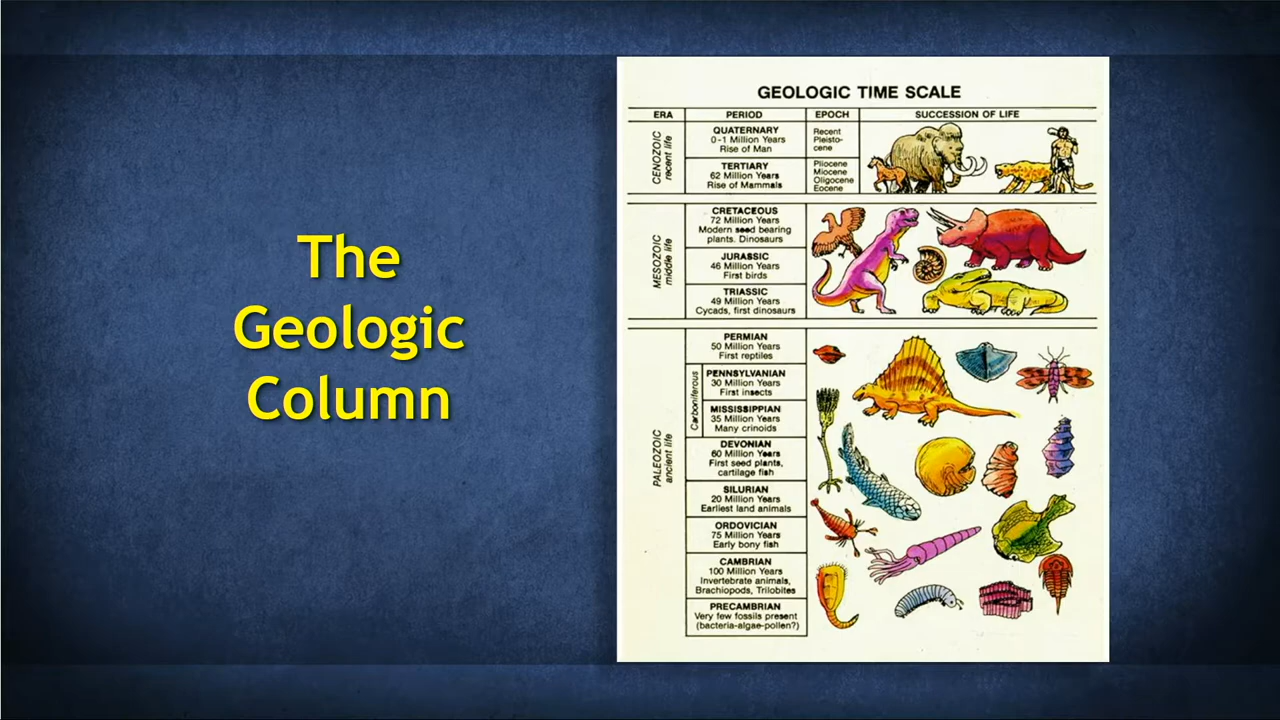 The
Geologic
Column
GEOLOGIC TIME SCALE
ERA PERIOD EPOCH SUCCESSION OF LIFE
CENOZOIC
recent life
QUATERNARY
0-1 Million Years
Rise of Man
Recent
Pleisto-
cene
TERTIARY
62 Million Years
Rise of Mammals
Pliocene
Miocene
Oligocene
Eocene
MESOZOIC
middle life
CRETACEOUS
72 Million Years
Modern seed bearing
plants. Dinosaurs
JURASSIC
46 Million Years
First birds
TRIASSIC
49 Million Years
Cycads, first dinosaurs
PALEOZOIC
ancient life
PERMIAN
50 Million Years
First reptiles
Carboniferous
PENNSYLVANIAN
30 Million Years
First insects
MISSISSIPPIAN
35 Million Years
Many crinoids
DEVONIAN
60 Million Years
First seed plants,
cartilage fish
SILURIAN
20 Million Years
Earliest land animals
ORDOVICIAN
75 Million Years
Early bony fish
CAMBRIAN
100 Million Years
Invertebrate animals,
Brachiopods, Trilobites
PRECAMBRIAN
Very few fossils present
(bacteria-algae-pollen?)